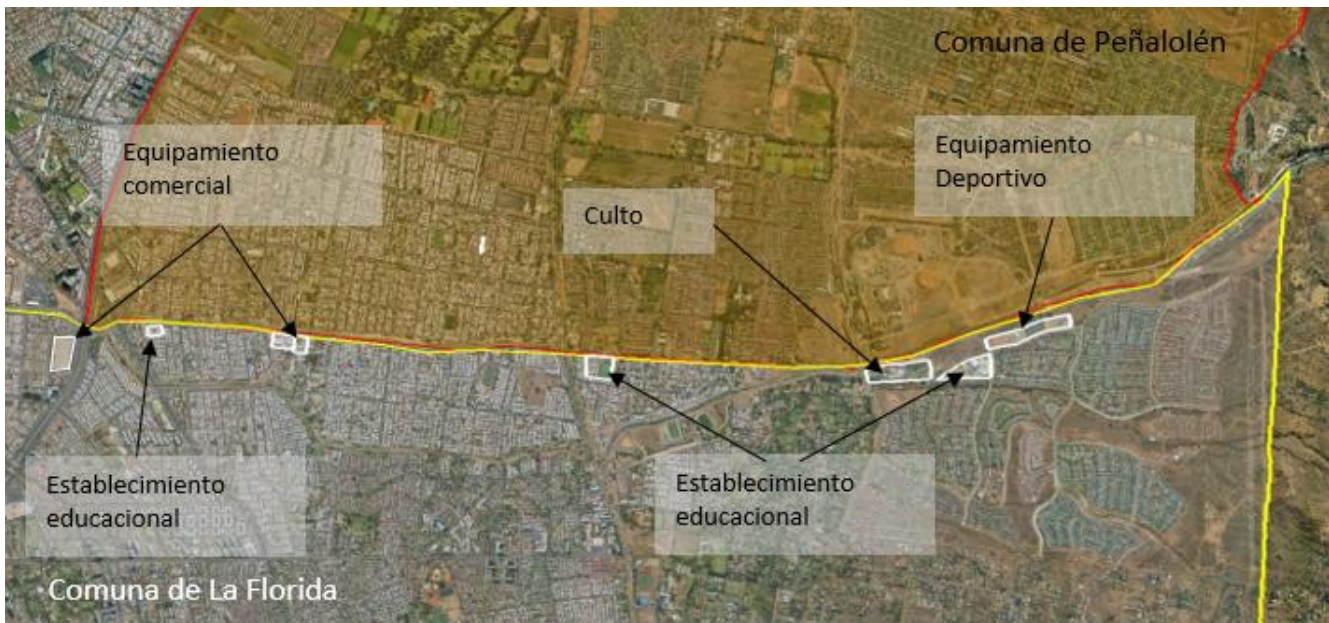 Comuna de Peñalolén
Equipamiento
comercial
Equipamiento
Deportivo
Culto
Establecimiento
educacional
Establecimiento
educacional
Comuna de La Florida